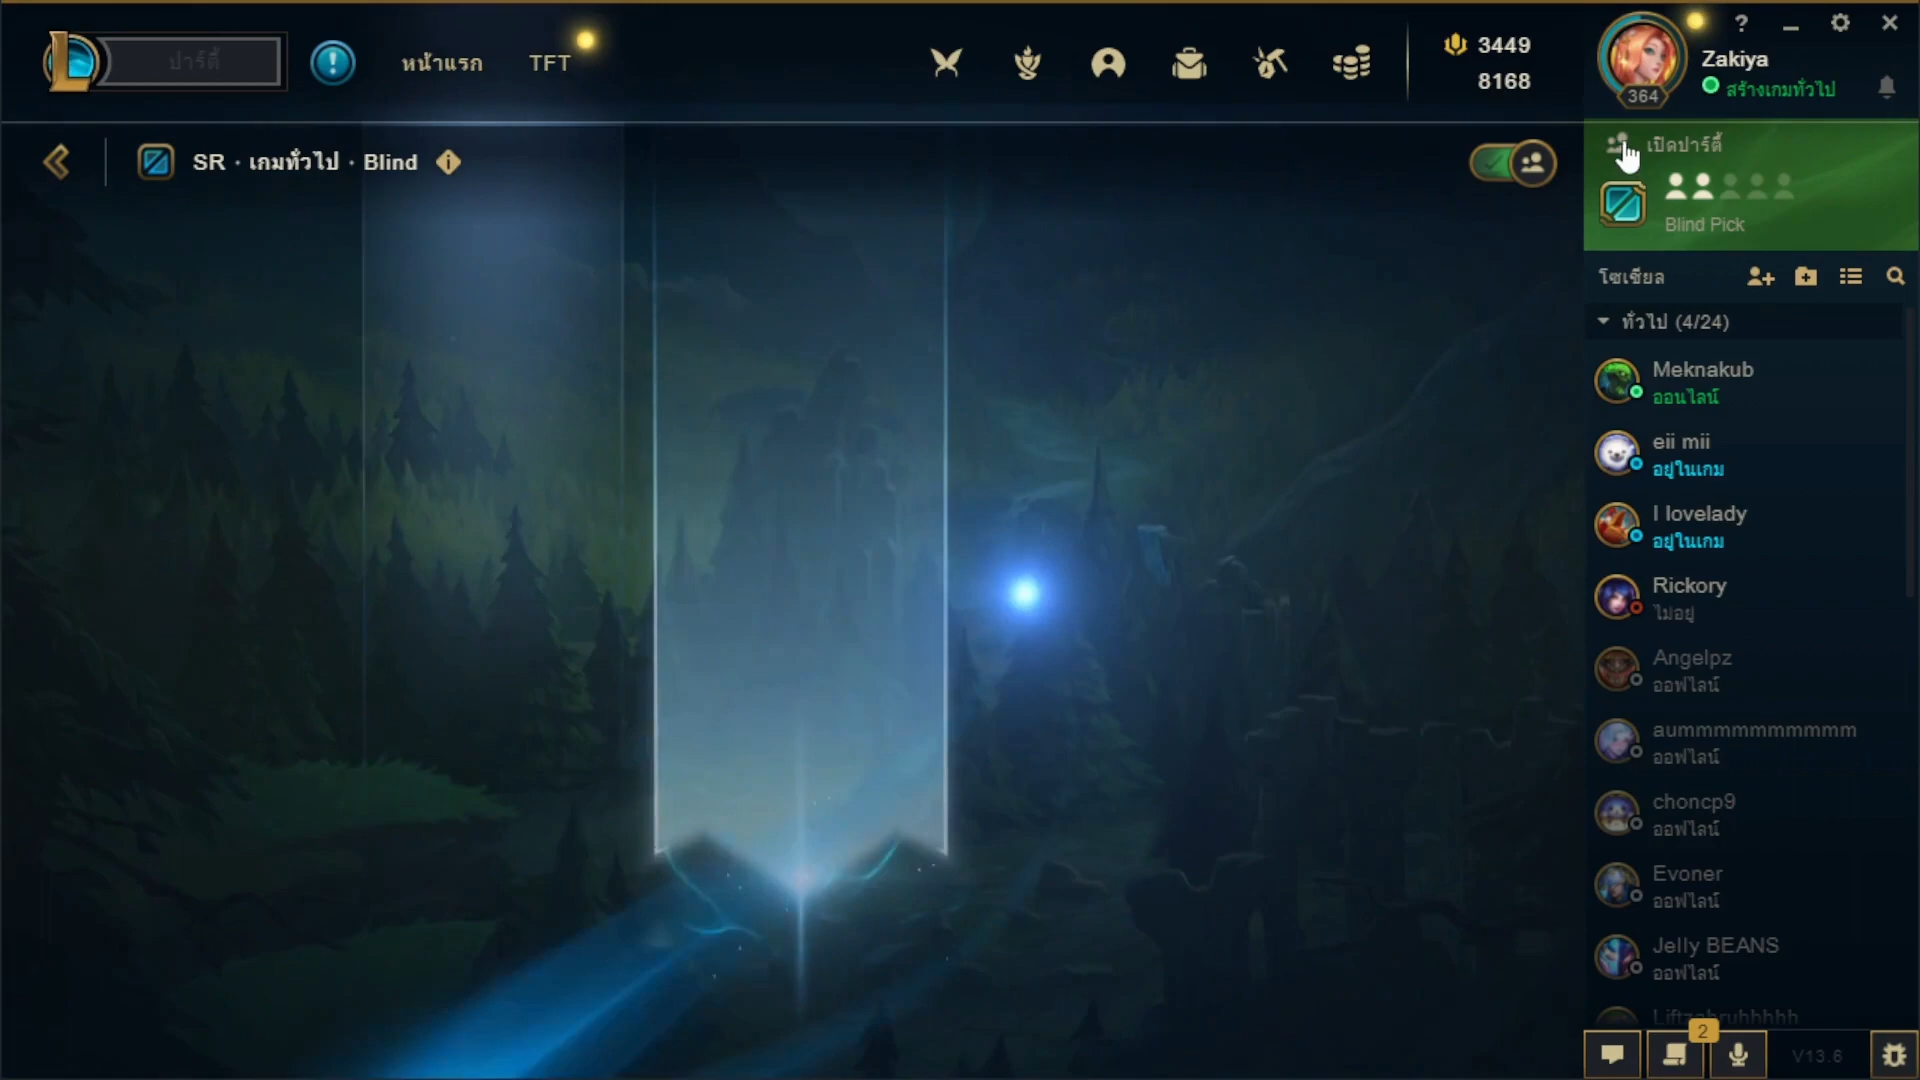 ปาร์ตี้
หน้าแรก
TFT
3449
8168
?
Zakiya
สร้างเกมทั่วไป
364
SR · เกมทั่วไป · Blind
เปิดปาร์ตี้
Blind Pick
โซเชียล
ทั่วไป (4/24)
Meknakub
ออนไลน์
eii mii
อยู่ในเกม
I lovelady
อยู่ในเกม
Rickory
ไม่อยู่
Angelpz
ออฟไลน์
aummmmmmmmmm
ออฟไลน์
choncp9
ออฟไลน์
Evoner
ออฟไลน์
Jelly BEANS
ออฟไลน์
2
V13.6